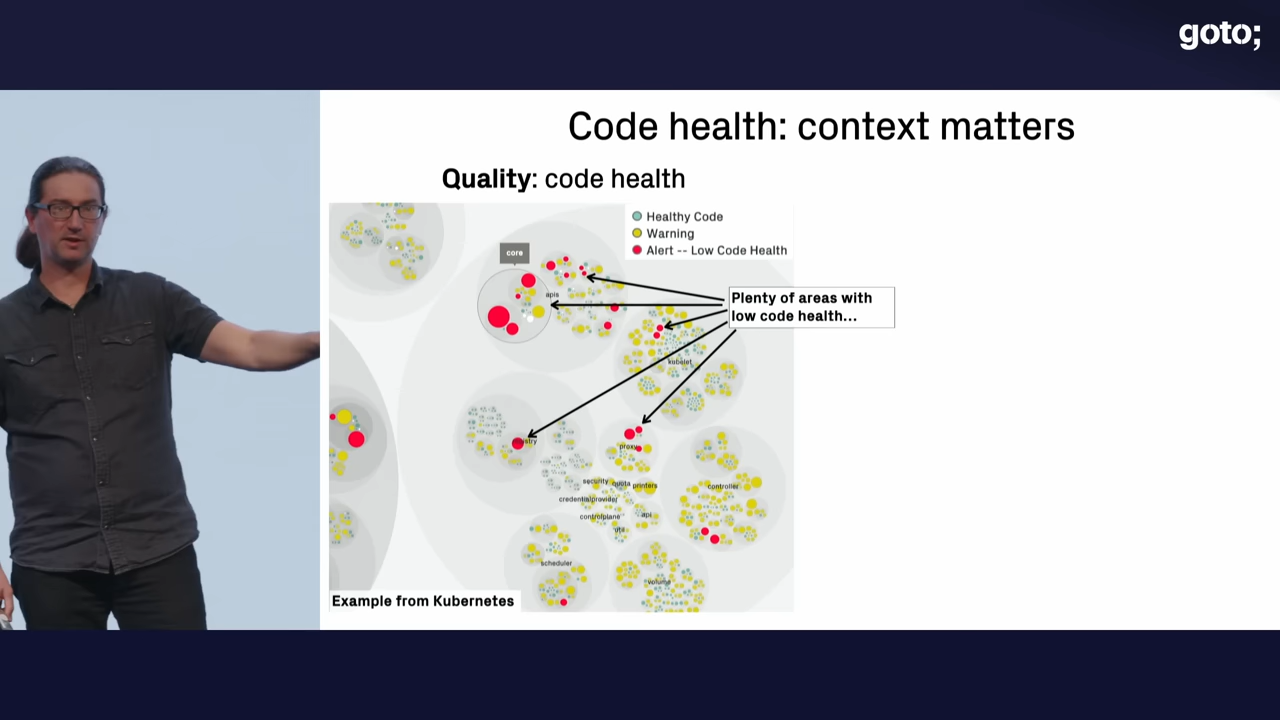 goto;
Code health: context matters
Quality: code health
Healthy Code
Warning
Alert -- Low Code Health
core
apis
Plenty of areas with
low code health...
kubelet
proxy
security
quota
printers
controller
credentialprovider
controlplane
api
scheduler
volume
Example from Kubernetes